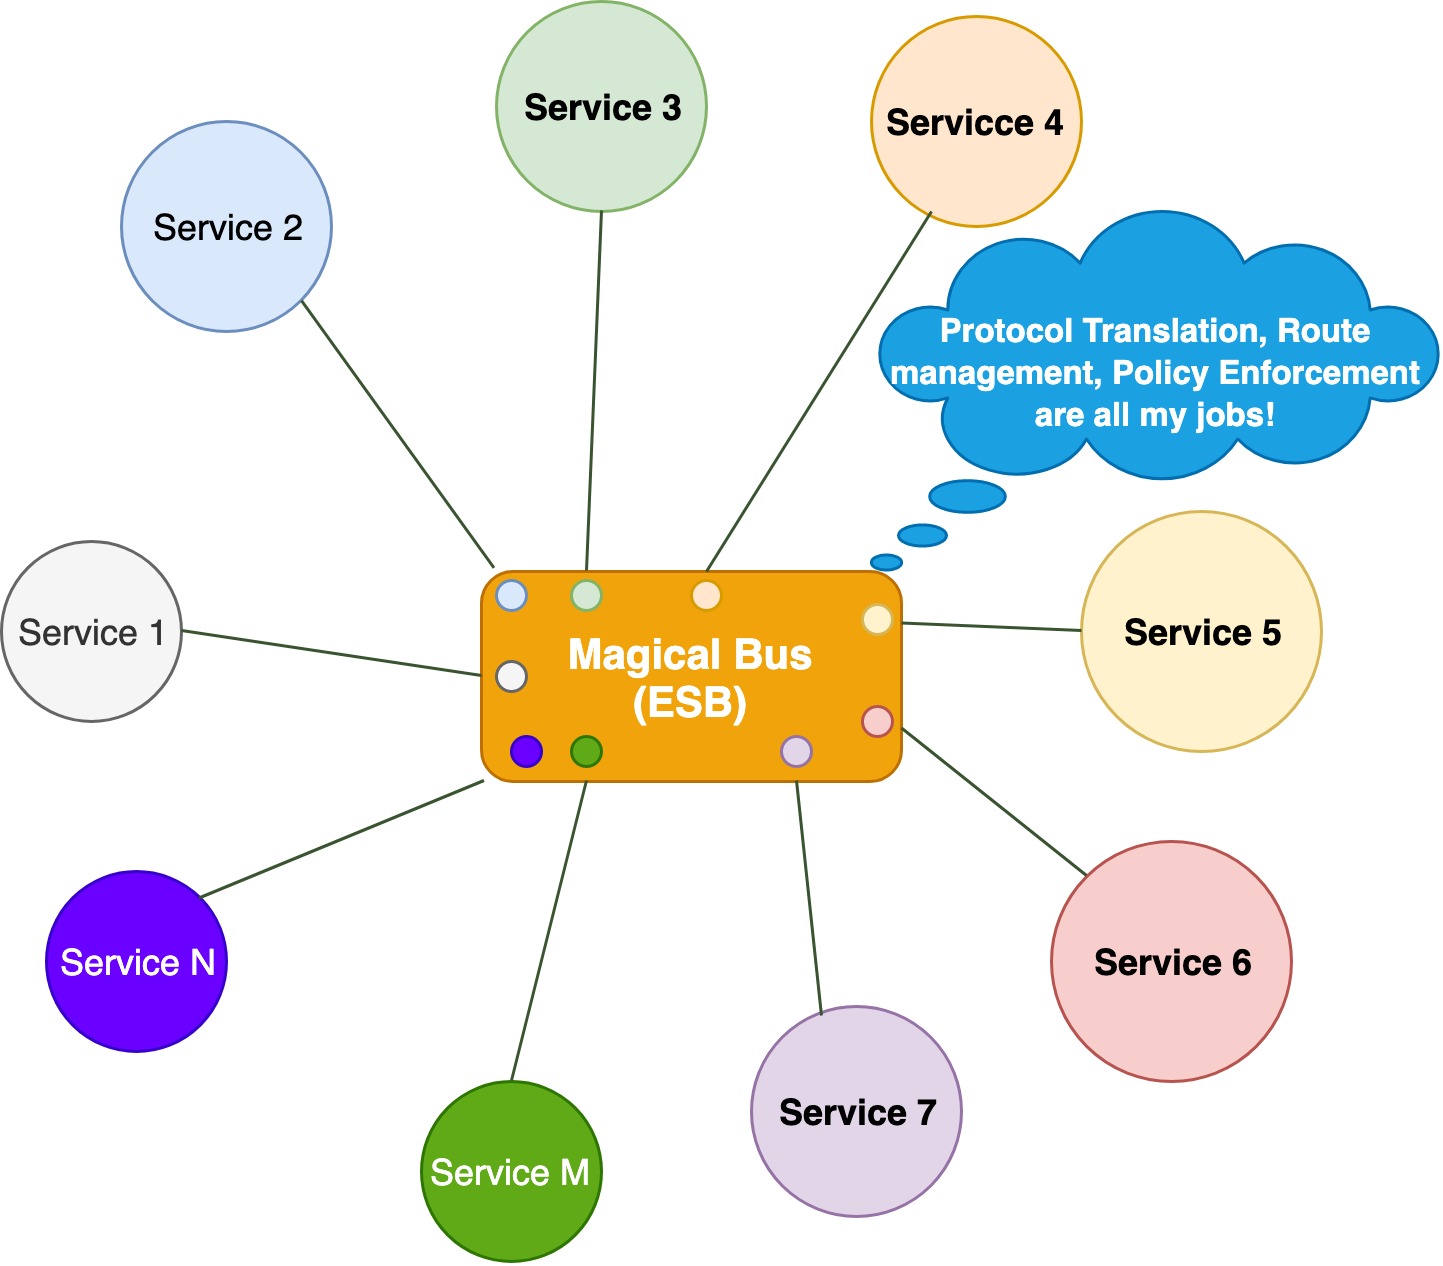 Service 3
Servicce 4
Service 2
Protocol Translation, Route
management, Policy Enforcement
are all my jobs!
Service 1
Magical Bus
(ESB)
Service 5
Service N
Service 6
Service M
Service 7